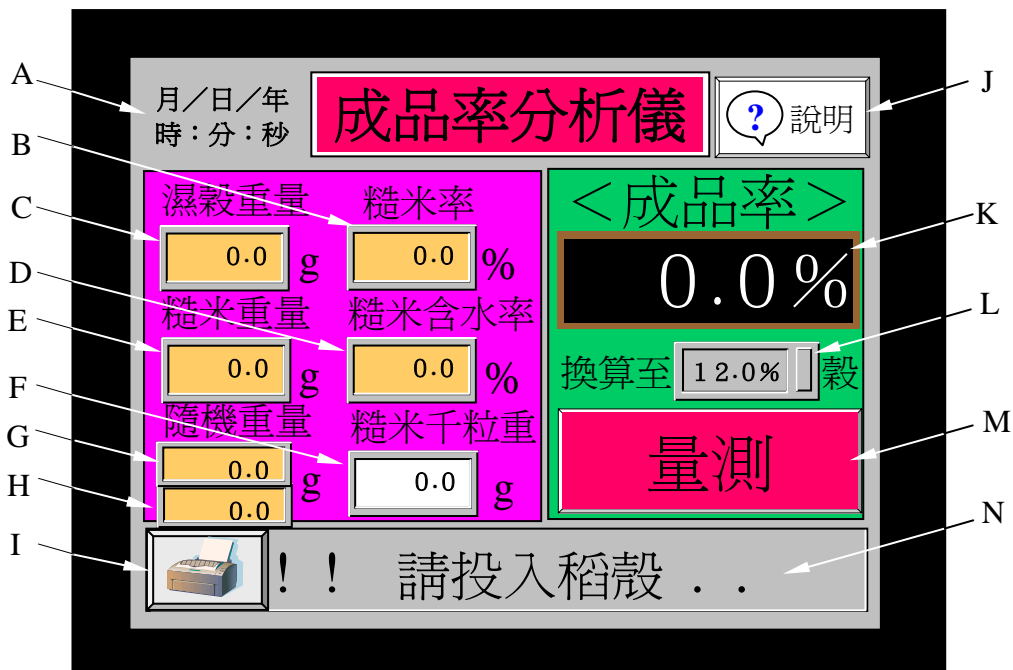 A
月／日／年
時：分：秒
成品率分析儀
?
說明
J
B
濕穀重量
糙米率
＜成品率＞
C
0.0
g
0.0
%
0.0%
K
D
糙米重量
糙米含水率
E
0.0
g
0.0
%
換算至
12.0%
穀
L
F
隨機重量
糙米千粒重
G
0.0
g
0.0
g
量測
M
H
0.0
I
！！ 請投入稻殼．．
N